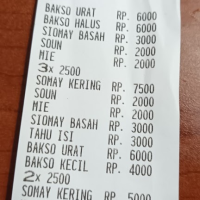 BAKSO URAT RP. 6000
BAKSO HALUS RP. 6000
SIOMAY BASAH RP. 3000
SOUN RP. 2000
MIE RP. 2000
3x 2500
SOMAY KERING RP. 7500
SOUN RP. 2000
MIE RP. 2000
SIOMAY BASAH RP. 3000
TAHU ISI RP. 3000
BAKSO URAT RP. 6000
BAKSO KECIL RP. 4000
2x 2500
SOMAY KERING RP. 5000